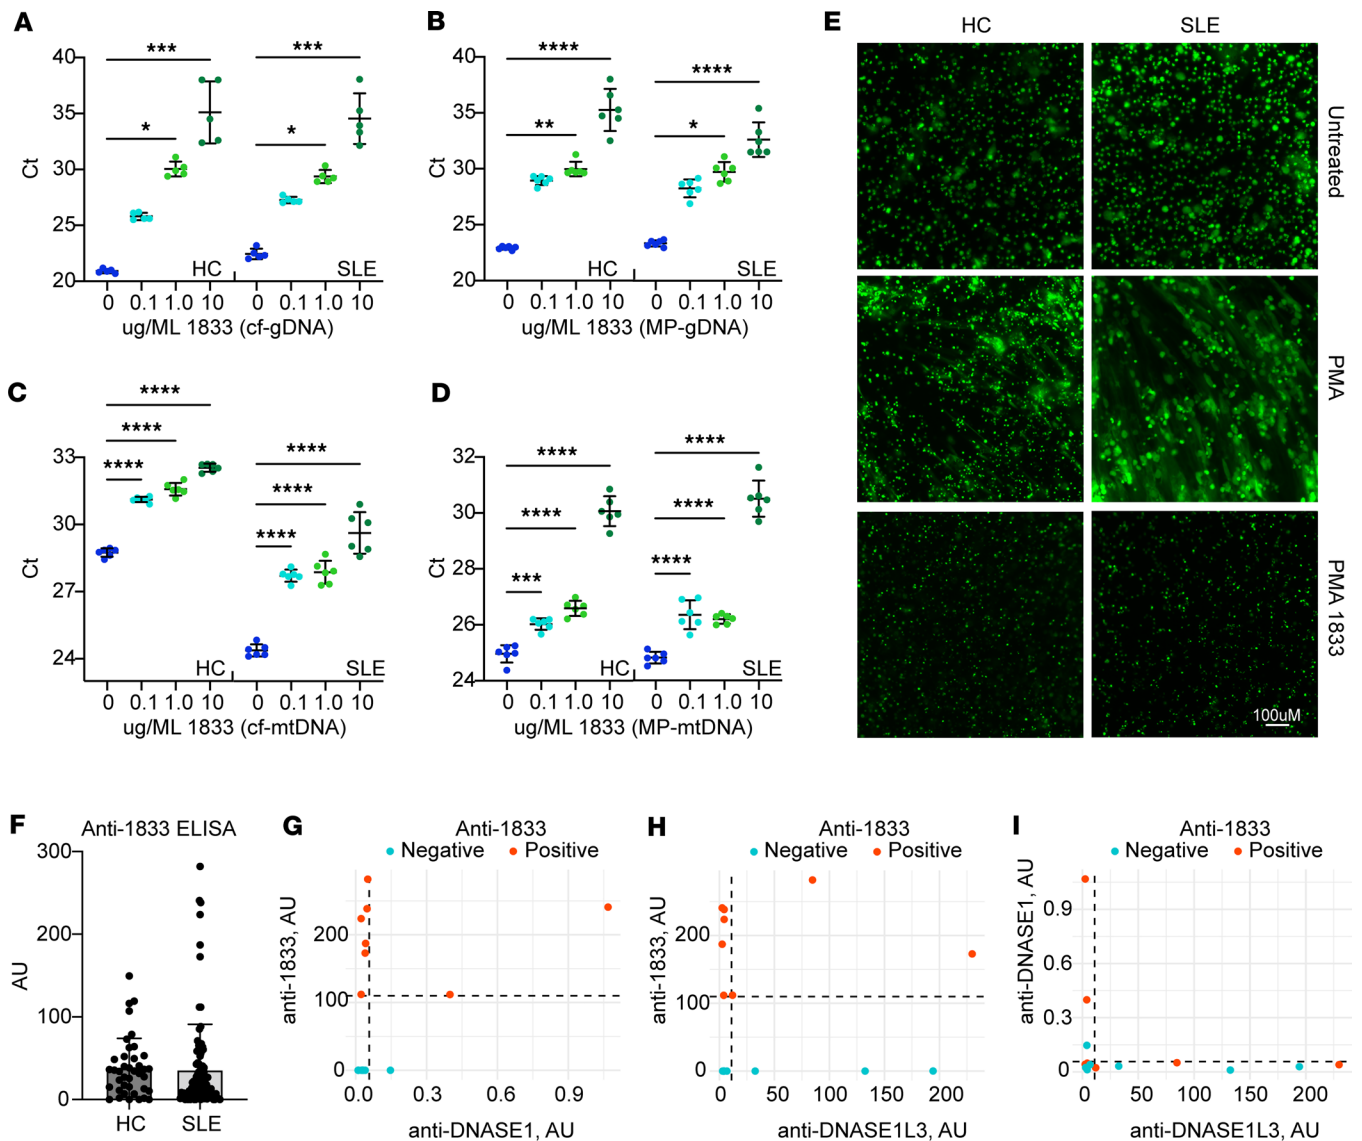 A
***
***
*
*
40
35
30
25
20
Ct
HC
SLE
0 0.1 1.0 10 0 0.1 1.0 10
ug/ML 1833 (cf-gDNA)
B
****
****
**
*
40
35
30
25
20
Ct
HC
SLE
0 0.1 1.0 10 0 0.1 1.0 10
ug/ML 1833 (MP-gDNA)
C
****
****
****
****
****
****
33
30
27
24
Ct
HC
SLE
0 0.1 1.0 10 0 0.1 1.0 10
ug/ML 1833 (cf-mtDNA)
D
****
****
***
****
****
****
32
30
28
26
24
Ct
HC
SLE
0 0.1 1.0 10 0 0.1 1.0 10
ug/ML 1833 (MP-mtDNA)
E
HC
SLE
Untreated
PMA
PMA 1833
100uM
F
Anti-1833 ELISA
300
200
100
0
AU
HC
SLE
G
Anti-1833
Negative Positive
anti-1833, AU
200
100
0
0.0 0.3 0.6 0.9
anti-DNASE1, AU
H
Anti-1833
Negative Positive
anti-1833, AU
200
100
0
0 50 100 150 200
anti-DNASE1L3, AU
I
Anti-1833
Negative Positive
anti-DNASE1, AU
0.9
0.6
0.3
0
0 50 100 150 200
anti-DNASE1L3, AU